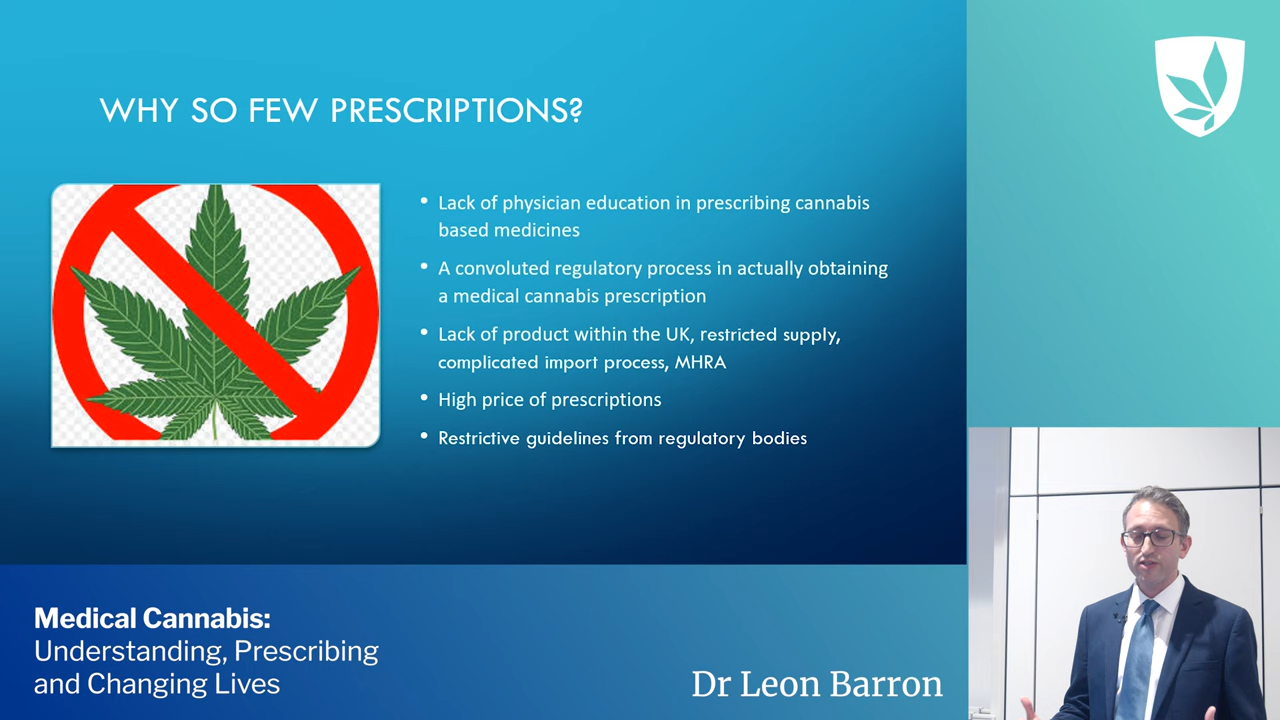 WHY SO FEW PRESCRIPTIONS?
• Lack of physician education in prescribing cannabis
based medicines
• A convoluted regulatory process in actually obtaining
a medical cannabis prescription
• Lack of product within the UK, restricted supply,
complicated import process, MHRA
• High price of prescriptions
• Restrictive guidelines from regulatory bodies
Medical Cannabis:
Understanding, Prescribing
and Changing Lives
Dr Leon Barron